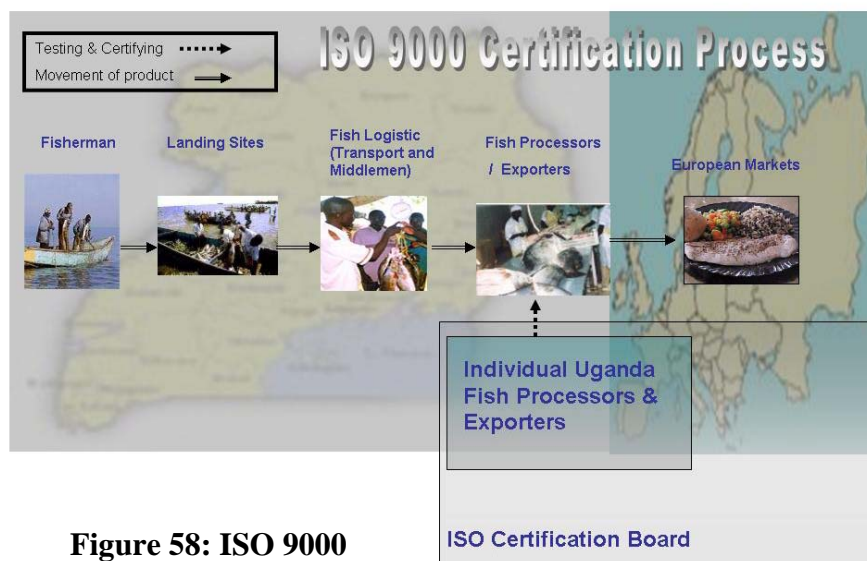 ISO 9000 Certification Process
Testing & Certifying
Movement of product
Fisherman
Landing Sites
Fish Logistic
(Transport and
Middlemen)
Fish Processors
/ Exporters
European Markets
Individual Uganda
Fish Processors &
Exporters
ISO Certification Board
Figure 58: ISO 9000